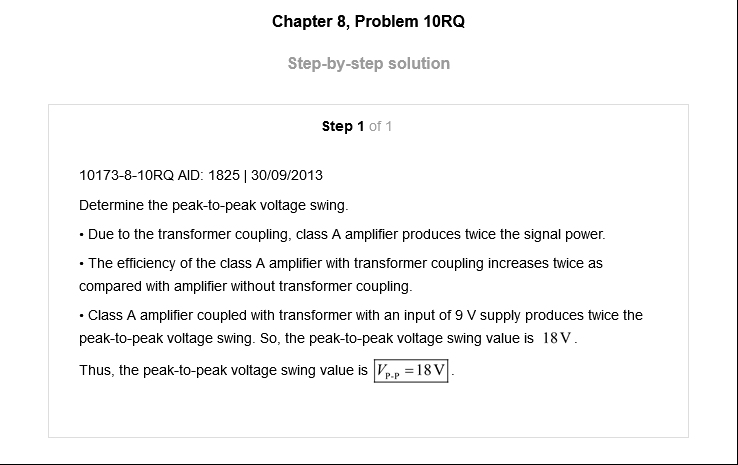 Chapter 8, Problem 10RQ
Step-by-step solution
Step 1 of 1
10173-8-10RQ AID: 1825 | 30/09/2013
Determine the peak-to-peak voltage swing.
• Due to the transformer coupling, class A amplifier produces twice the signal power.
• The efficiency of the class A amplifier with transformer coupling increases twice as
compared with amplifier without transformer coupling.
• Class A amplifier coupled with transformer with an input of 9 V supply produces twice the
peak-to-peak voltage swing. So, the peak-to-peak voltage swing value is 18 V.
Thus, the peak-to-peak voltage swing value is V_{P-P} = 18 V.